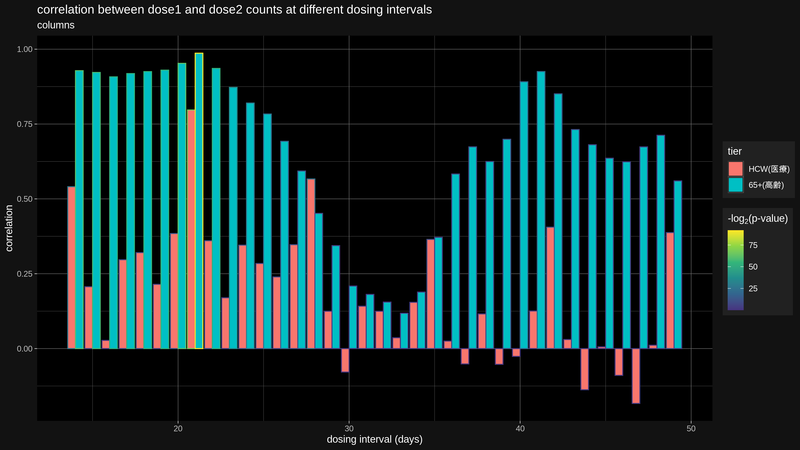 correlation between dose1 and dose2 counts at different dosing intervals
columns
1.00
0.75
0.50
0.25
0.00
correlation
20
30
40
50
dosing interval (days)
tier
HCW(医療)
65+(高齢)
-log2(p-value)
75
50
25